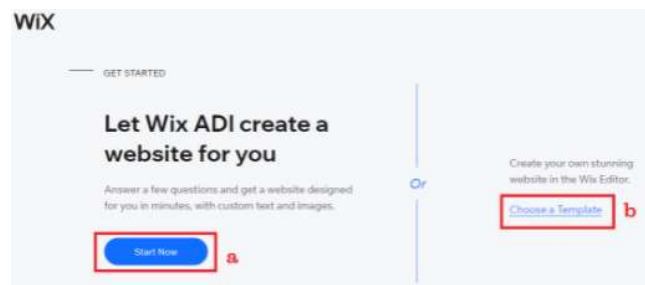 WiX
GET STARTED
Let Wix ADI create a
website for you
Answer a few questions and get a website designed
for you in minutes, with custom text and images.
Start Now
a
Or
Create your own stunning
website in the Wix Editor.
Choose a Template
b